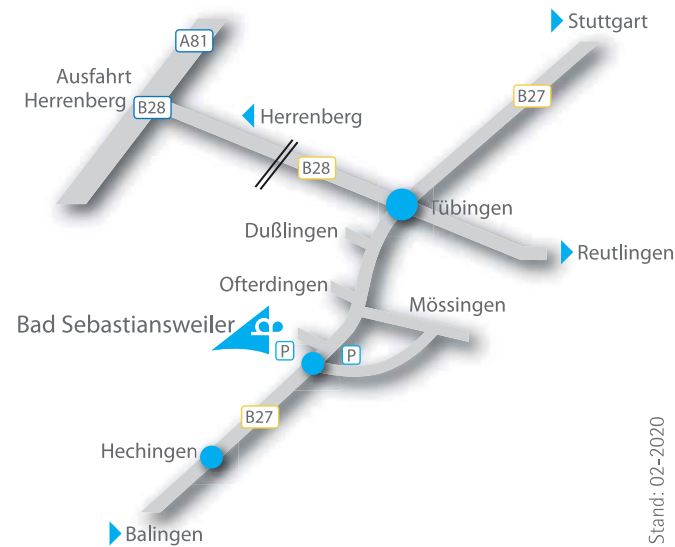 Stuttgart
A81
Ausfahrt
Herrenberg
B28
B27
Herrenberg
B28
Tübingen
Dußlingen
Reutlingen
Ofterdingen
Mössingen
Bad Sebastiansweiler
P
P
B27
Hechingen
Balingen
Stand: 02-2020